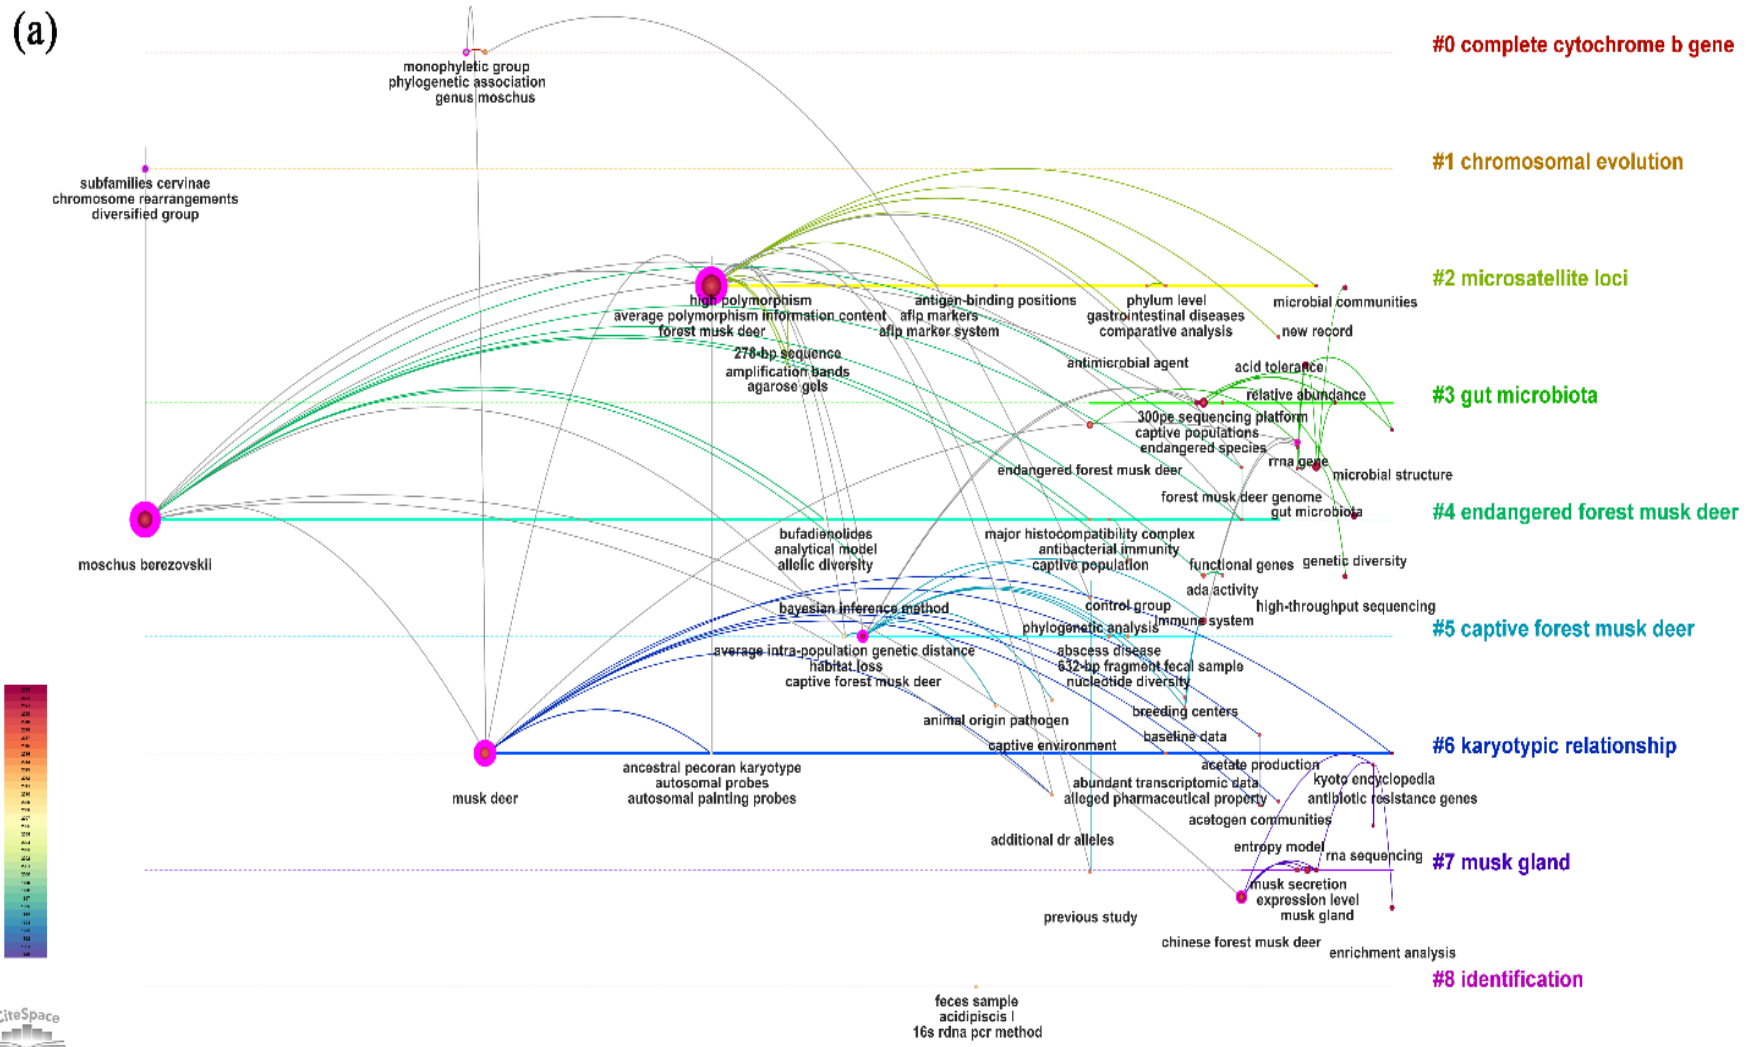 (a)
#0 complete cytochrome b gene
monophyletic group
phylogenetic association
genus moschus
#1 chromosomal evolution
subfamilies cervinae
chromosome rearrangements
diversified group
#2 microsatellite loci
high polymorphism
average polymorphism information content
forest musk deer
antigen-binding positions
aflp markers
aflp marker system
phylum level
gastrointestinal diseases
comparative analysis
microbial communities
new record
278-bp sequence
amplification bands
agarose gels
antimicrobial agent
acid tolerance
relative abundance
#3 gut microbiota
300pe sequencing platform
captive populations
endangered species
rrna gene
endangered forest musk deer
microbial structure
forest musk deer genome
gut microbiota
#4 endangered forest musk deer
moschus berezovskii
bufadienolides
analytical model
allelic diversity
major histocompatibility complex
antibacterial immunity
captive population
functional genes
genetic diversity
ada activity
bayesian inference method
control group
high-throughput sequencing
immune system
phylogenetic analysis
#5 captive forest musk deer
average intra-population genetic distance
habitat loss
captive forest musk deer
abscess disease
632-bp fragment fecal sample
nucleotide diversity
breeding centers
animal origin pathogen
baseline data
captive environment
#6 karyotypic relationship
musk deer
ancestral pecoran karyotype
autosomal probes
autosomal painting probes
acetate production
kyoto encyclopedia
abundant transcriptomic data
alleged pharmaceutical property
antibiotic resistance genes
acetogen communities
additional dr alleles
entropy model
rna sequencing
#7 musk gland
musk secretion
expression level
musk gland
previous study
chinese forest musk deer
enrichment analysis
#8 identification
feces sample
acidipiscis l
16s rdna pcr method
CiteSpace